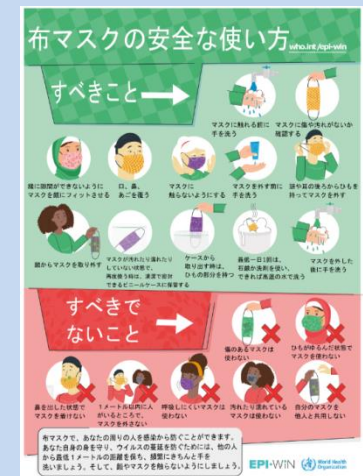 布マスクの安全な使い方 who.int/epi-win
すべきこと
マスクに触れる前に
手を洗う
マスクに傷や汚れがないか
確認する
横に隙間ができないように
マスクを顔にフィットさせる
口、鼻、
あごを覆う
マスクに
触らないようにする
マスクを外す前に
手を洗う
頭や耳の後ろからひもを
持ってマスクを外す
顔からマスクを取り外す
マスクが汚れたり濡れたり
していない状態で、
再度使う時は、清潔で密封
できるビニールケースに保管する
ケースから
取り出す時は、
ひもの部分を持つ
最低一日1回は、
石鹸か洗剤を使い、
できれば高温の水で洗う
マスクを外した
後に手を洗う
すべきで
ないこと
傷のあるマスクは
使わない
ひもがゆるんだ状態で
マスクを使わない
鼻を出した状態で
マスクを着けない
1メートル以内に人
がいるところで、
マスクを外さない
呼吸しにくいマスクは
使わない
汚れたり濡れている
マスクは使わない
自分のマスクを
他人と共用しない
布マスクで、あなたの周りの人を感染から防ぐことができます。
あなた自身の身を守り、ウイルスの蔓延を防ぐためには、他の人
から最低1メートルの距離を保ち、頻繁にきちんと手を
洗いましょう。そして、顔やマスクを触らないようにしましょう。
EPI•WIN
World Health
Organization